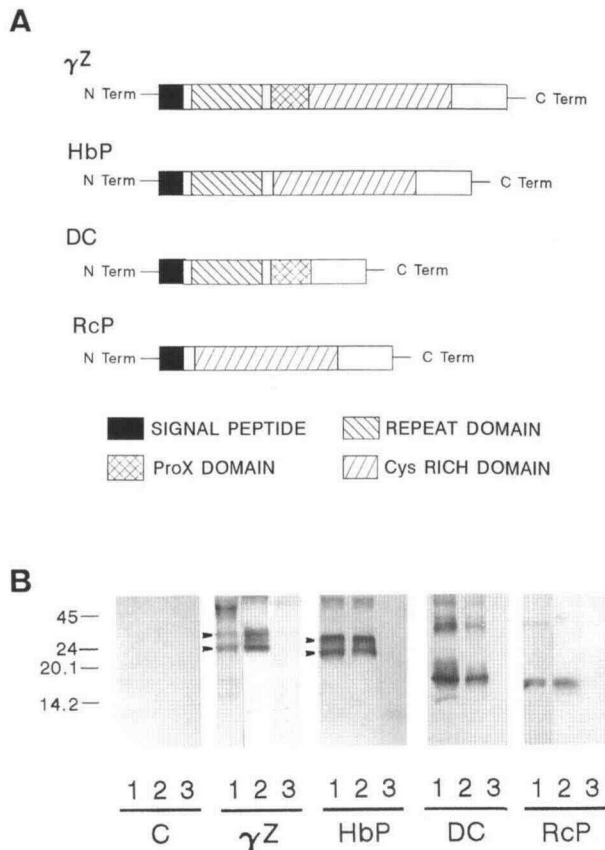 A
γZ
N Term C Term
HbP
N Term C Term
DC
N Term C Term
RcP
N Term C Term
SIGNAL PEPTIDE REPEAT DOMAIN
ProX DOMAIN Cys RICH DOMAIN
B
45
24
20.1
14.2
1 2 3 1 2 3 1 2 3 1 2 3 1 2 3
C γZ HbP DC RcP